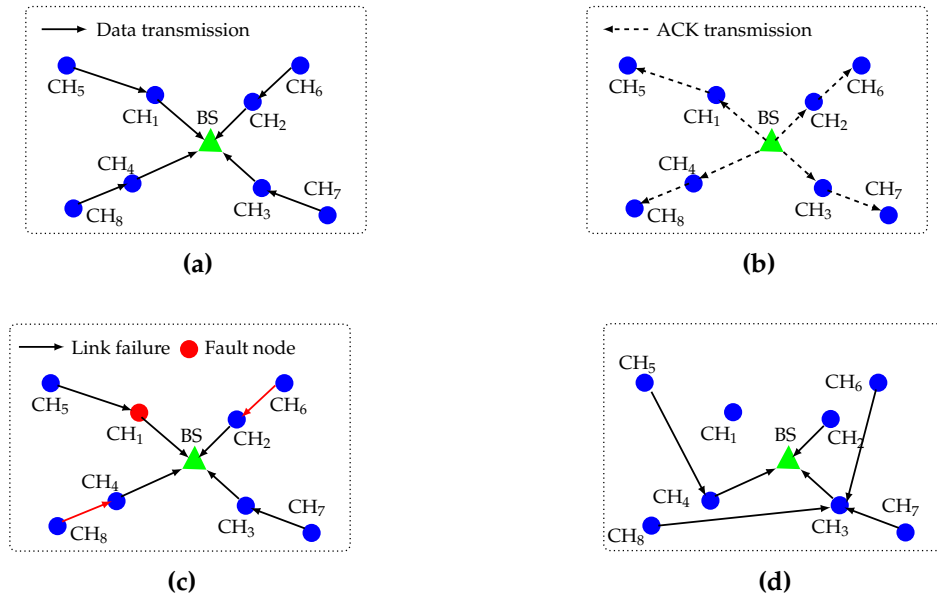 Data transmission
CH5
CH6
CH1
BS
CH2
CH4
CH7
CH8
CH3
(a)
ACK transmission
CH5
CH6
CH1
BS
CH2
CH4
CH7
CH8
CH3
(b)
Link failure Fault node
CH5
CH6
CH1
BS
CH2
CH4
CH7
CH8
CH3
(c)
CH5
CH6
CH1
BS
CH2
CH4
CH7
CH8
CH3
(d)